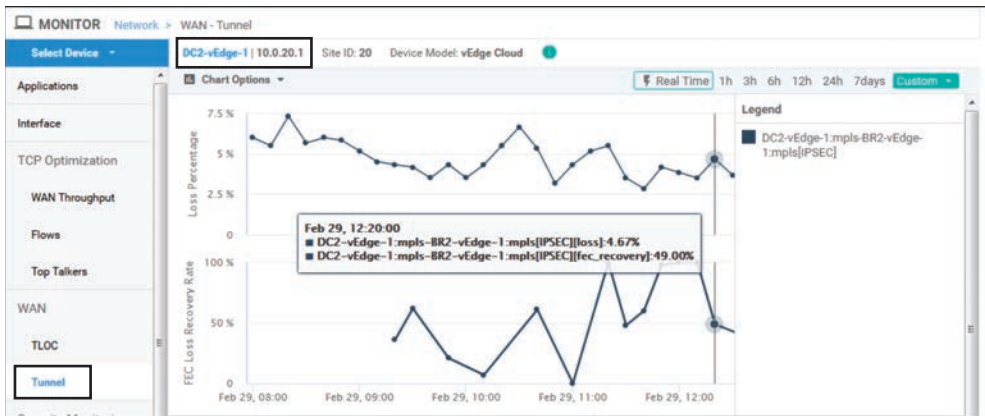 MONITOR Network > WAN - Tunnel
Select Device
DC2-vEdge-1 | 10.0.20.1 Site ID: 20 Device Model: vEdge Cloud
Applications
Interface
TCP Optimization
WAN Throughput
Flows
Top Talkers
WAN
TLOC
Tunnel
Chart Options
Real Time 1h 3h 6h 12h 24h 7days Custom
Legend
DC2-vEdge-1:mpls-BR2-vEdge-
1:mpls[IPSEC]
Loss Percentage
7.5 %
5 %
2.5 %
0
Feb 29, 12:20:00
DC2-vEdge-1:mpls-BR2-vEdge-1:mpls[IPSEC][loss]:4.67%
DC2-vEdge-1:mpls-BR2-vEdge-1:mpls[IPSEC][fec_recovery]:49.00%
FEC Loss Recovery Rate
100 %
50 %
0
Feb 29, 08:00 Feb 29, 09:00 Feb 29, 10:00 Feb 29, 11:00 Feb 29, 12:00